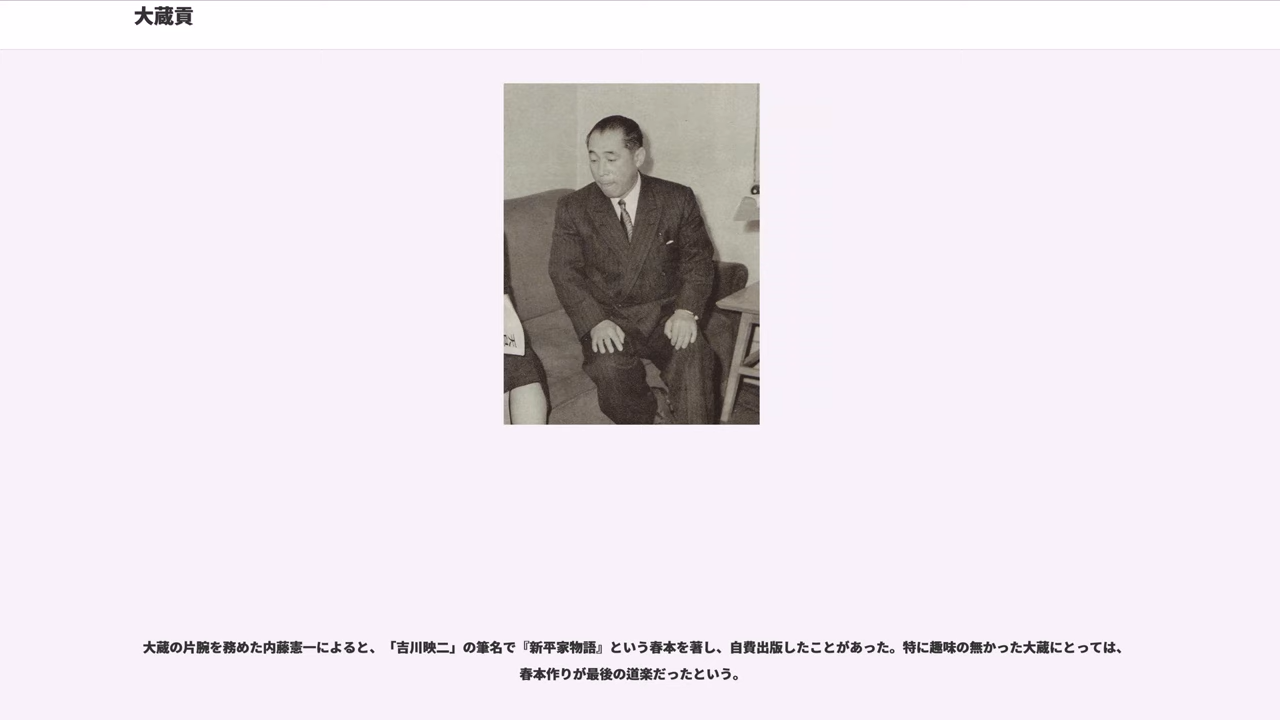 大蔵貢
大蔵の片腕を務めた内藤憲一によると、「吉川映二」の筆名で『新平家物語』という春本を著し、自費出版したことがあった。特に趣味の無かった大蔵にとっては、
春本作りが最後の道楽だったという。